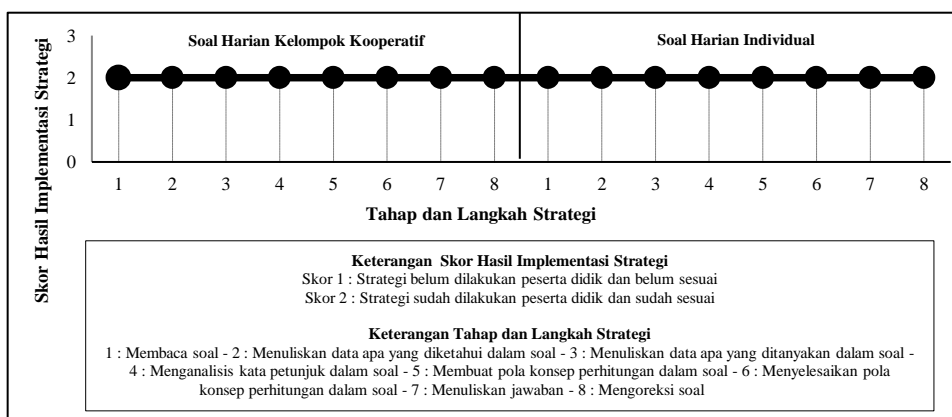 Skor Hasil Implementasi Strategi
3
2
1
0
Soal Harian Kelompok Kooperatif
Soal Harian Individual
1 2 3 4 5 6 7 8 1 2 3 4 5 6 7 8
Tahap dan Langkah Strategi
Keterangan Skor Hasil Implementasi Strategi
Skor 1 : Strategi belum dilakukan peserta didik dan belum sesuai
Skor 2 : Strategi sudah dilakukan peserta didik dan sudah sesuai
Keterangan Tahap dan Langkah Strategi
1 : Membaca soal - 2 : Menuliskan data apa yang diketahui dalam soal - 3 : Menuliskan data apa yang ditanyakan dalam soal -
4 : Menganalisis kata petunjuk dalam soal - 5 : Membuat pola konsep perhitungan dalam soal - 6 : Menyelesaikan pola
konsep perhitungan dalam soal - 7 : Menuliskan jawaban - 8 : Mengoreksi soal